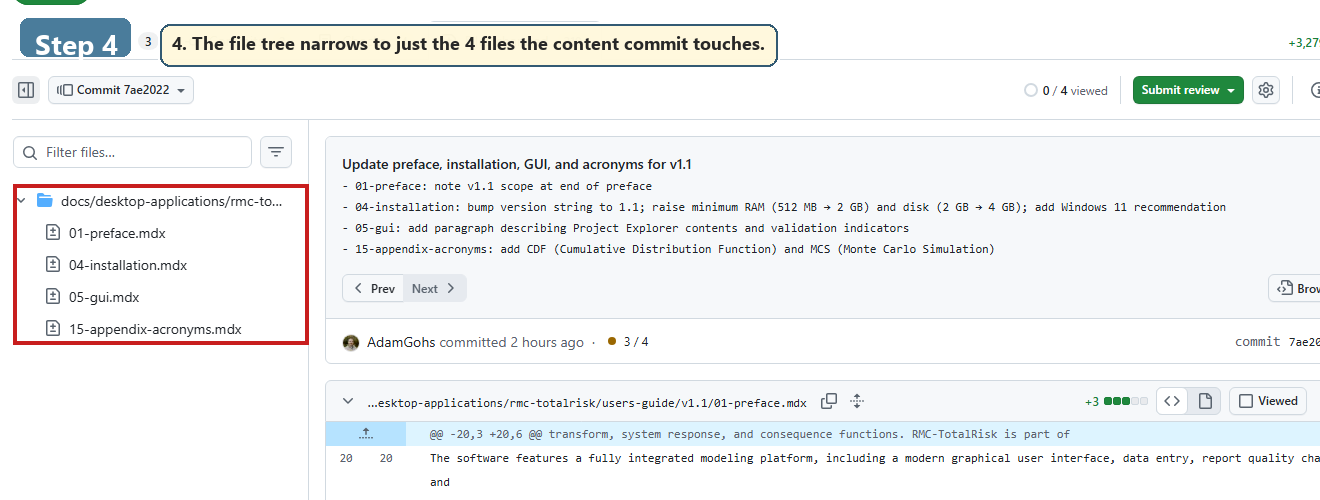 Step 4
3
4. The file tree narrows to just the 4 files the content commit touches.
Commit 7ae2022
0 / 4 viewed
Submit review
Filter files...
docs/desktop-applications/rmc-to...
01-preface.mdx
04-installation.mdx
05-gui.mdx
15-appendix-acronyms.mdx
Update preface, installation, GUI, and acronyms for v1.1
- 01-preface: note v1.1 scope at end of preface
- 04-installation: bump version string to 1.1; raise minimum RAM (512 MB → 2 GB) and disk (2 GB → 4 GB); add Windows 11 recommendation
- 05-gui: add paragraph describing Project Explorer contents and validation indicators
- 15-appendix-acronyms: add CDF (Cumulative Distribution Function) and MCS (Monte Carlo Simulation)
Prev Next
AdamGohs committed 2 hours ago · 3 / 4
commit 7ae20
...esktop-applications/rmc-totalrisk/users-guide/v1.1/01-preface.mdx
+3
Viewed
@@ -20,3 +20,6 @@ transform, system response, and consequence functions. RMC-TotalRisk is part of
20 20 The software features a fully integrated modeling platform, including a modern graphical user interface, data entry, report quality
and